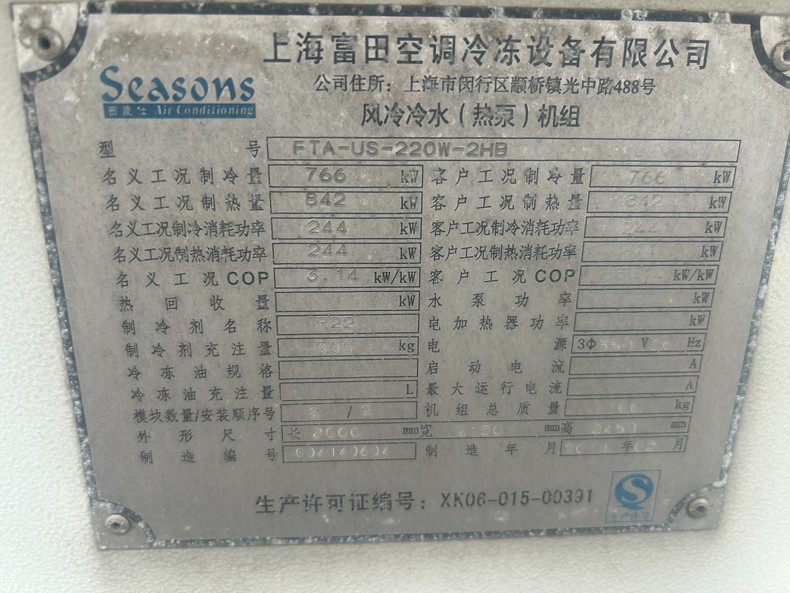 上海富田空调冷冻设备有限公司
Seasons
Air Conditioning
公司住所：上海市闵行区颛桥镇光中路488号
风冷冷水（热泵）机组
型 号 FTA-US-220W-2HB
名义工况制冷量 766 kW 客户工况制冷量 766 kW
名义工况制热量 842 kW 客户工况制热量 842 kW
名义工况制冷消耗功率 244 kW 客户工况制冷消耗功率 244 kW
名义工况制热消耗功率 244 kW 客户工况制热消耗功率 kW
名义工况COP 3.14 kW/kW 客户工况COP kW/kW
热回收量 kW 水泵功率 kW
制冷剂名称 R22 电加热器功率 kW
制冷剂充注量 kg 电源 3Φ V Hz
冷冻油规格 启动电流 A
冷冻油充注量 L 最大运行电流 A
模块数量/安装顺序号 / 机组总质量 kg
外形尺寸 长 mm 宽 mm 高 mm
制造编号 制造年月 年 月
生产许可证编号：XK06-015-00391